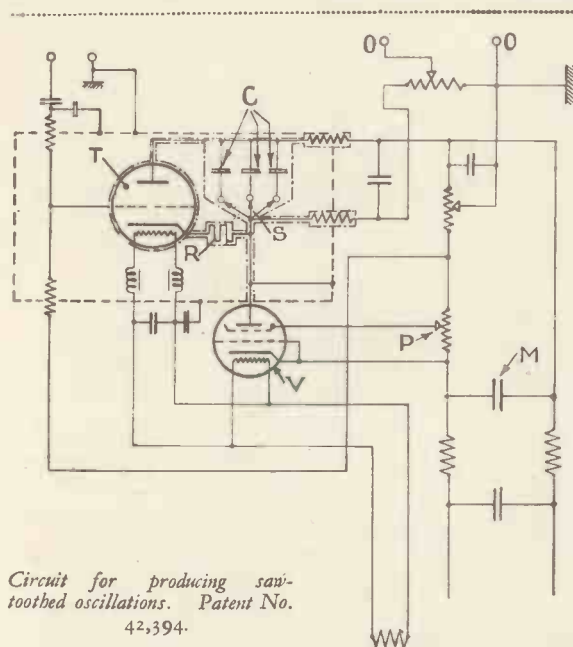 O
O
C
T
S
R
P
M
V
Circuit for producing saw-
toothed oscillations. Patent No.
42,394.